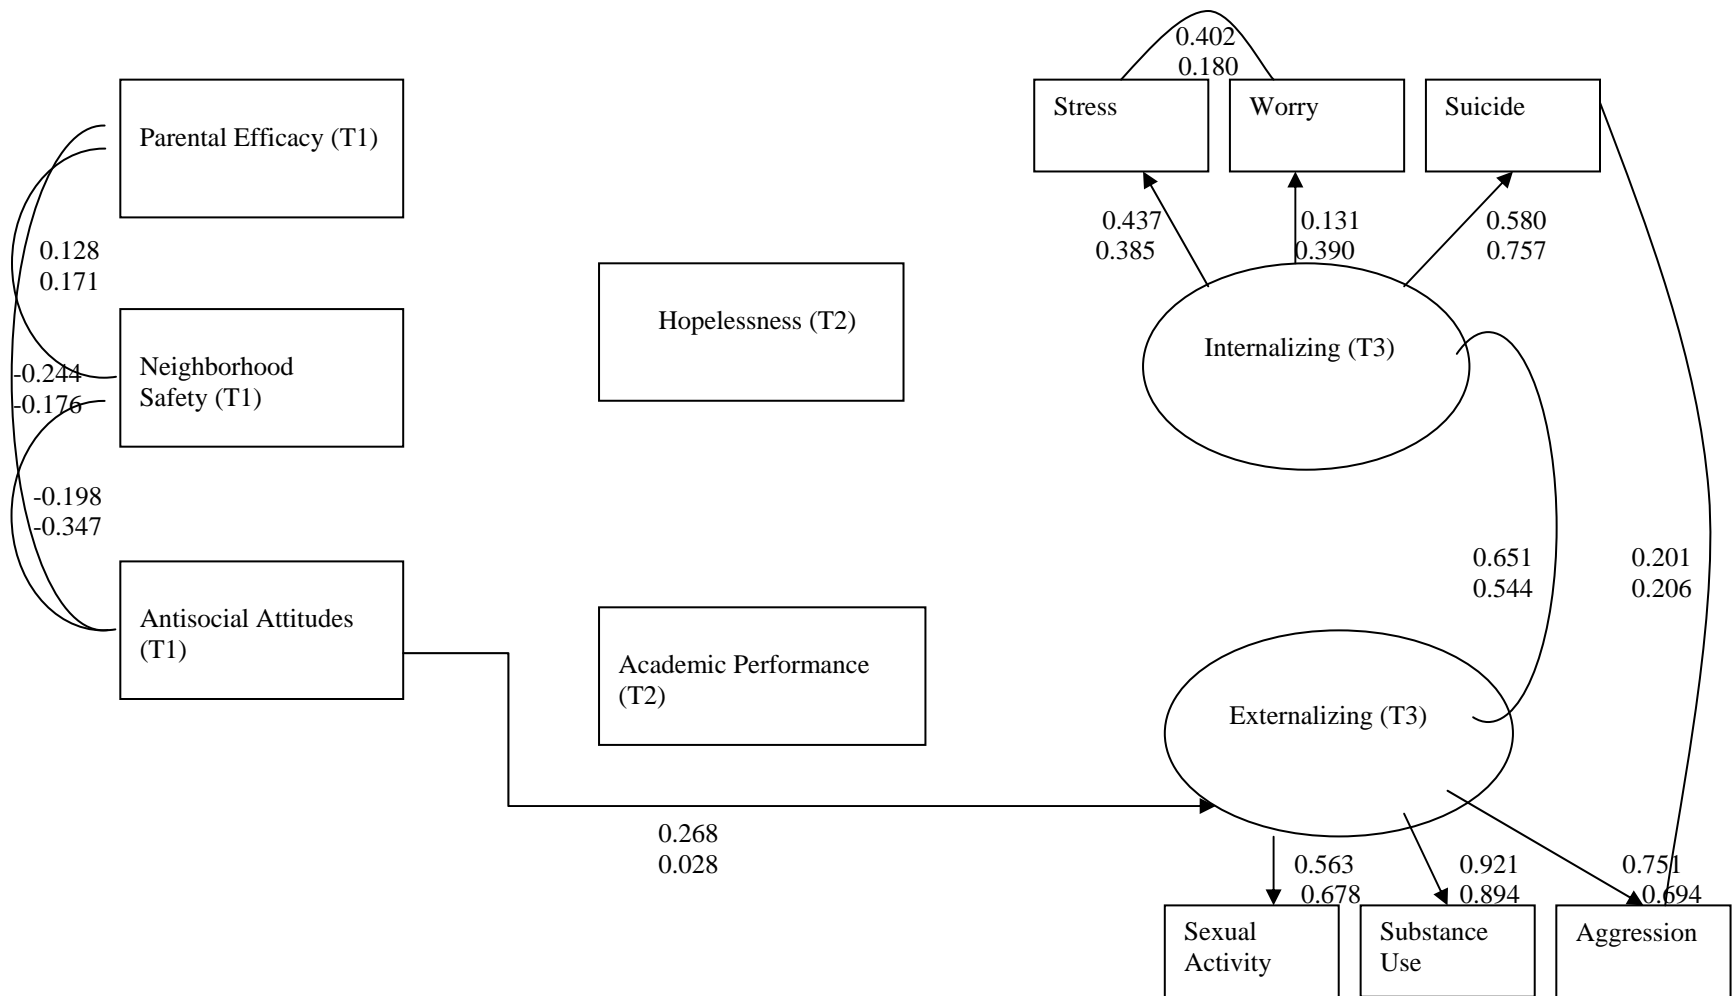 0.402
0.180
Stress
Worry
Suicide
Parental Efficacy (T1)
0.437
0.385
0.131
0.390
0.580
0.757
0.128
0.171
Hopelessness (T2)
Internalizing (T3)
Neighborhood
Safety (T1)
-0.244
-0.176
-0.198
-0.347
0.651
0.544
0.201
0.206
Antisocial Attitudes
(T1)
Academic Performance
(T2)
Externalizing (T3)
0.268
0.028
0.563
0.678
0.921
0.894
0.751
0.694
Sexual
Activity
Substance
Use
Aggression